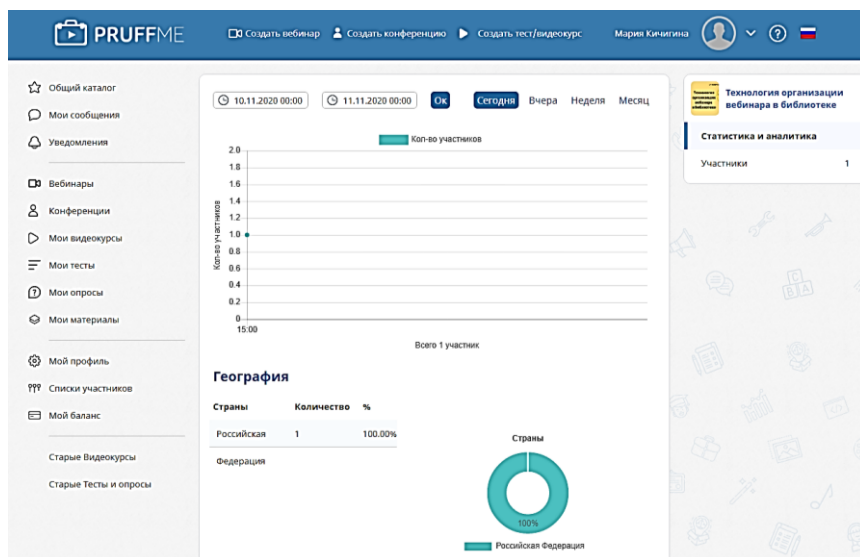 PRUFFME
Создать вебинар Создать конференцию Создать тест/видеокурс Мария Кичигина
Общий каталог
Мои сообщения
Уведомления
Вебинары
Конференции
Мои видеокурсы
Мои тесты
Мои опросы
Мои материалы
Мой профиль
Списки участников
Мой баланс
Старые Видеокурсы
Старые Тесты и опросы
10.11.2020 00:00 11.11.2020 00:00 Ок Сегодня Вчера Неделя Месяц
Кол-во участников
Кол-во участников
2.0
1.8
1.6
1.4
1.2
1.0
0.8
0.6
0.4
0.2
0
15:00
Всего 1 участник
География
Страны Количество %
Российская 1 100.00%
Федерация
Страны
100%
Российская Федерация
Технология организации
вебинара в библиотеке
Статистика и аналитика
Участники 1